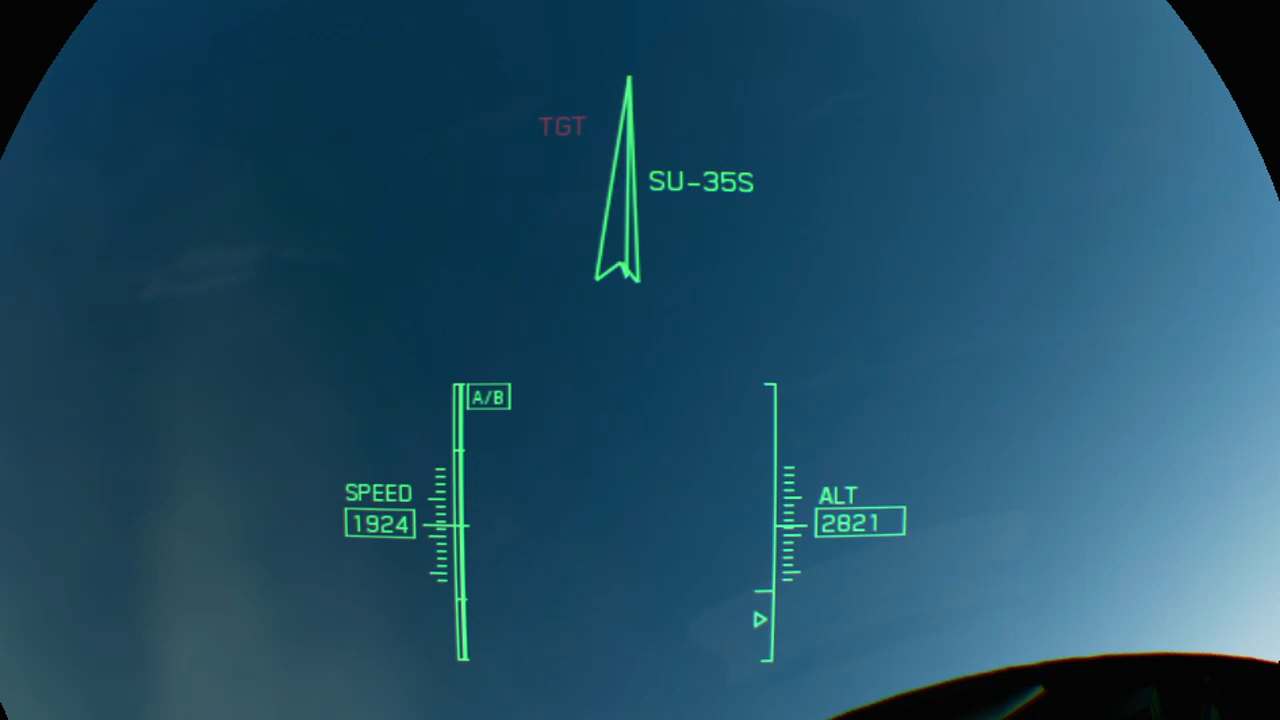 TGT
SU-35S
A/B
SPEED
1924
ALT
2821